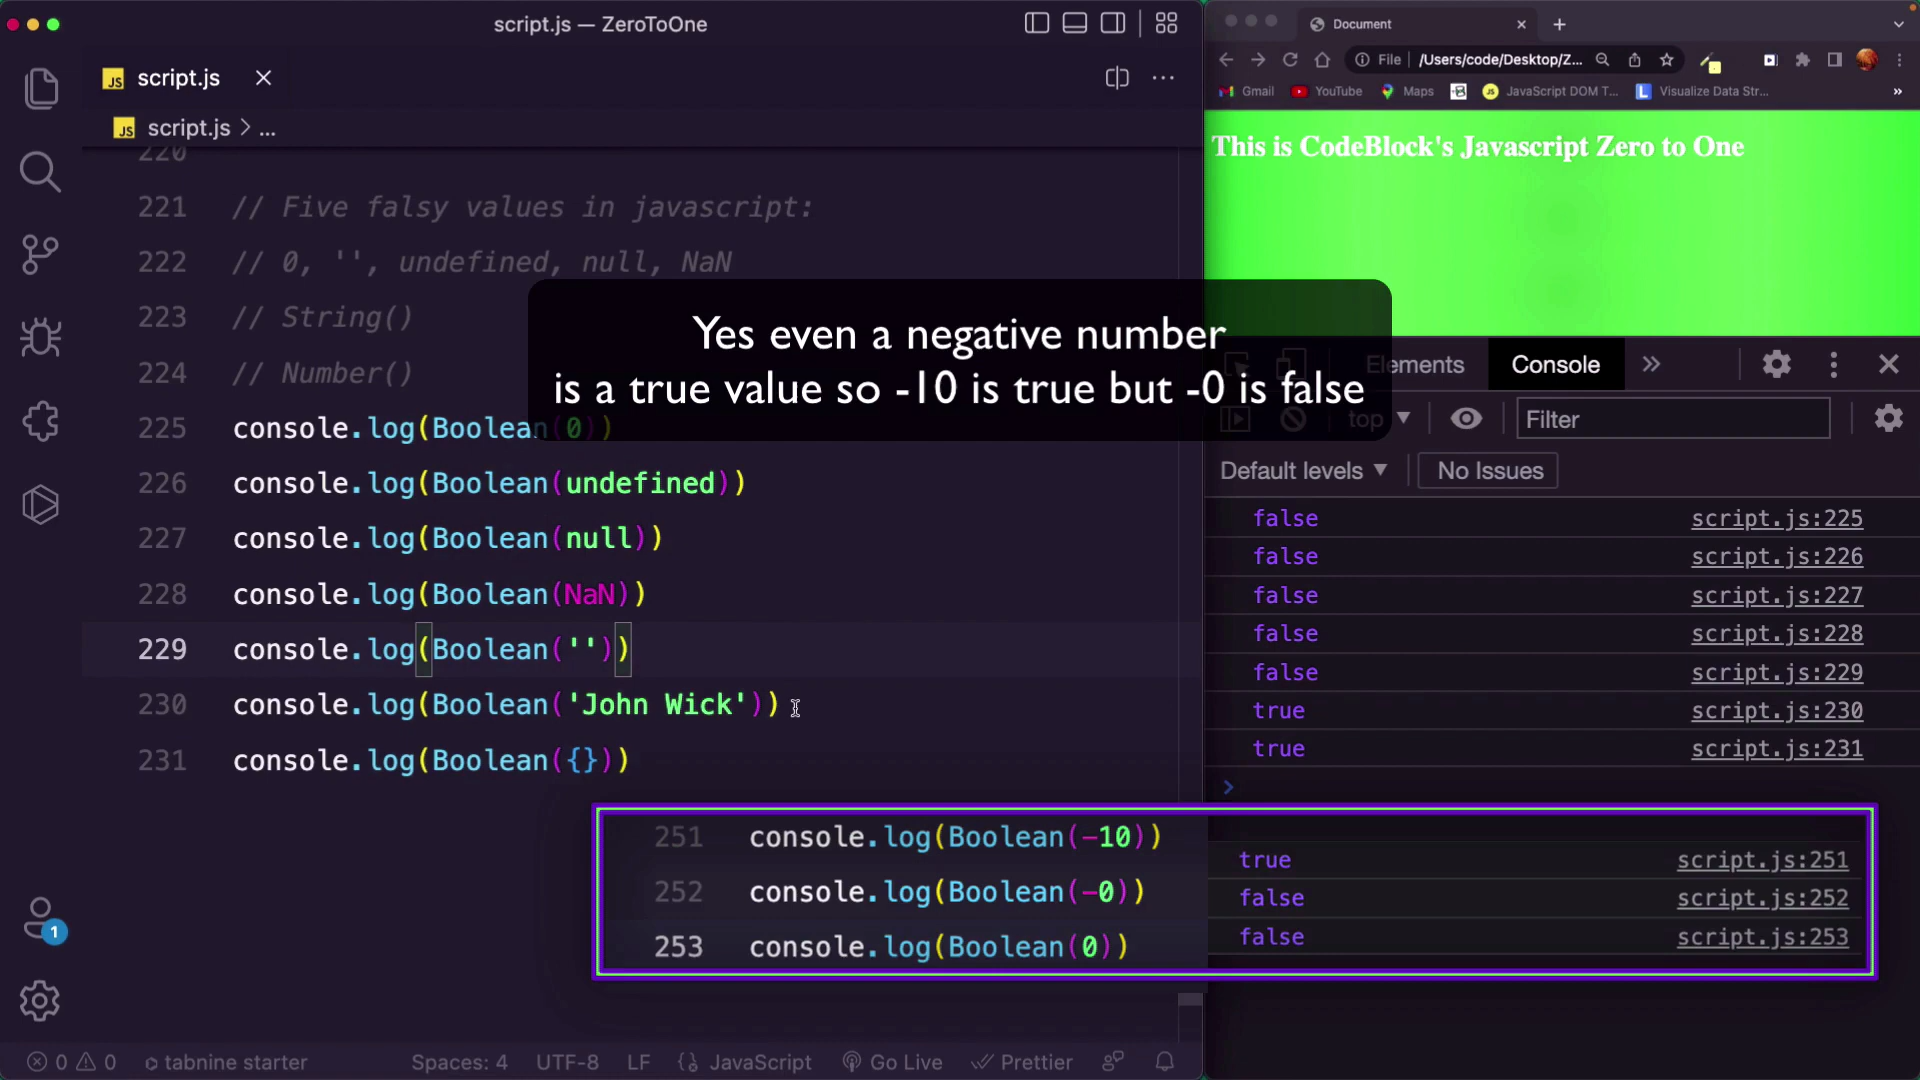 script.js — ZeroToOne
JS script.js
JS script.js > ...
220
221 // Five falsy values in javascript:
222 // 0, '', undefined, null, NaN
223 // String()
224 // Number()
225 console.log(Boolean(0))
226 console.log(Boolean(undefined))
227 console.log(Boolean(null))
228 console.log(Boolean(NaN))
229 console.log(Boolean(''))
230 console.log(Boolean('John Wick'))
231 console.log(Boolean({}))
Yes even a negative number
is a true value so -10 is true but -0 is false
251 console.log(Boolean(-10))
252 console.log(Boolean(-0))
253 console.log(Boolean(0))
true script.js:251
false script.js:252
false script.js:253
1
0 0 tabnine starter Spaces: 4 UTF-8 LF JavaScript Go Live Prettier
Document
File /Users/code/Desktop/Z...
Gmail YouTube Maps JS JavaScript DOM T... L Visualize Data Str... »
This is CodeBlock's Javascript Zero to One
Elements Console »
top Filter
Default levels No Issues
false script.js:225
false script.js:226
false script.js:227
false script.js:228
false script.js:229
true script.js:230
true script.js:231